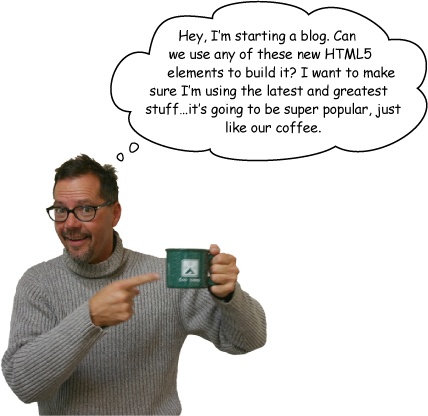 Hey, I'm starting a blog. Can
we use any of these new HTML5
elements to build it? I want to make
sure I'm using the latest and greatest
stuff...it's going to be super popular, just
like our coffee.